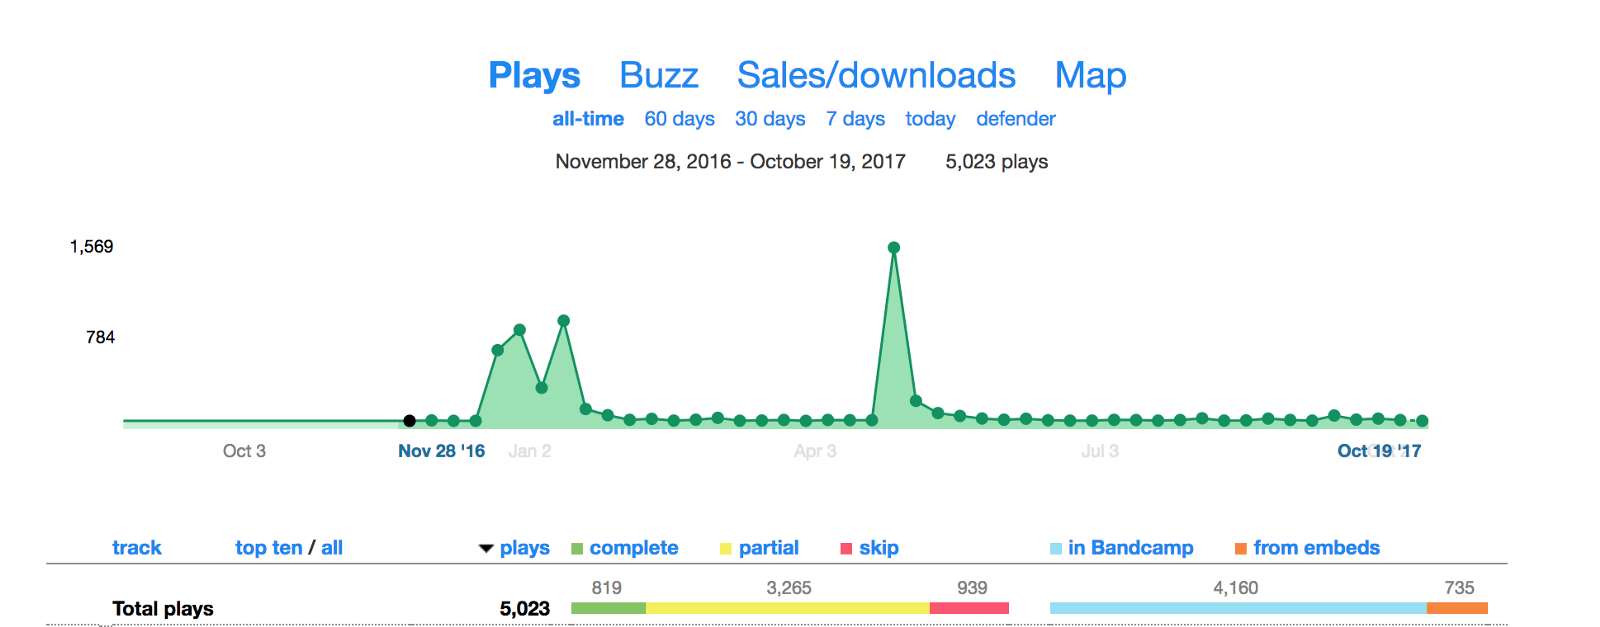 Plays Buzz Sales/downloads Map
all-time 60 days 30 days 7 days today defender
November 28, 2016 - October 19, 2017 5,023 plays
1,569
784
Oct 3 Nov 28 '16 Jan 2 Apr 3 Jul 3 Oct 19 '17
track top ten / all plays complete partial skip in Bandcamp from embeds
819 3,265 939 4,160 735
Total plays 5,023